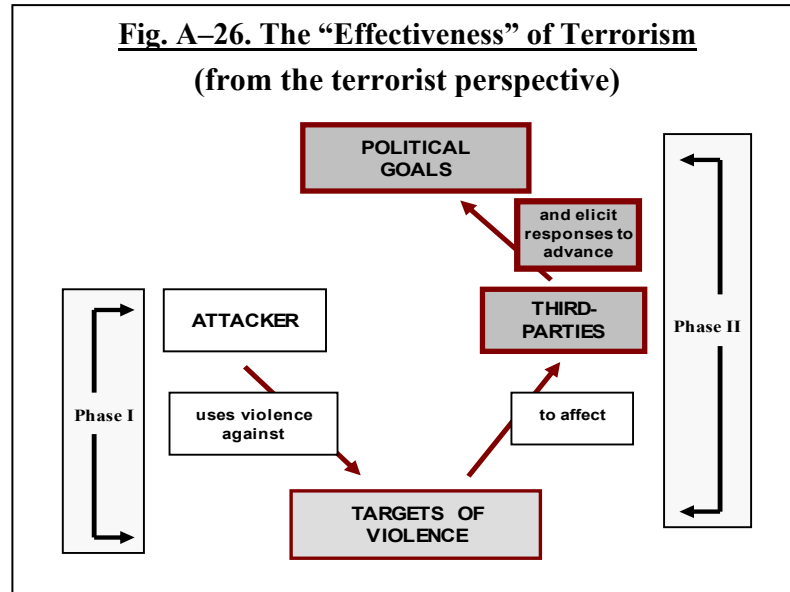 Fig. A–26. The “Effectiveness” of Terrorism
(from the terrorist perspective)
POLITICAL
GOALS
and elicit
responses to
advance
ATTACKER
THIRD-
PARTIES
Phase II
Phase I
uses violence
against
to affect
TARGETS OF
VIOLENCE